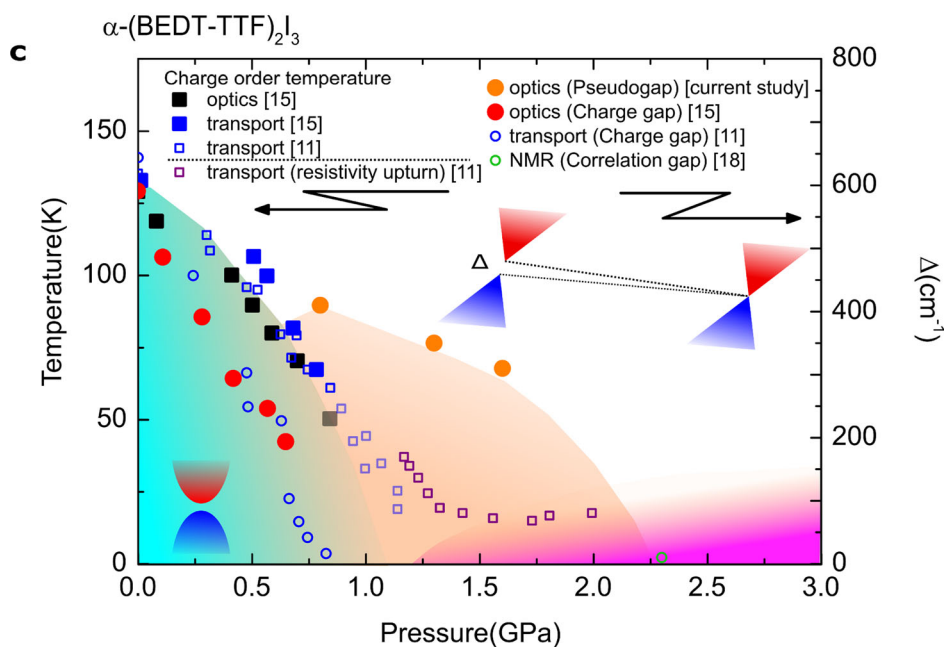 α-(BEDT-TTF)₂I₃
c
Charge order temperature
optics [15]
transport [15]
transport [11]
transport (resistivity upturn) [11]
optics (Pseudogap) [current study]
optics (Charge gap) [15]
transport (Charge gap) [11]
NMR (Correlation gap) [18]
Δ
150
100
50
0
Temperature(K)
800
600
400
200
0
Δ(cm⁻¹)
0.0 0.5 1.0 1.5 2.0 2.5 3.0
Pressure(GPa)